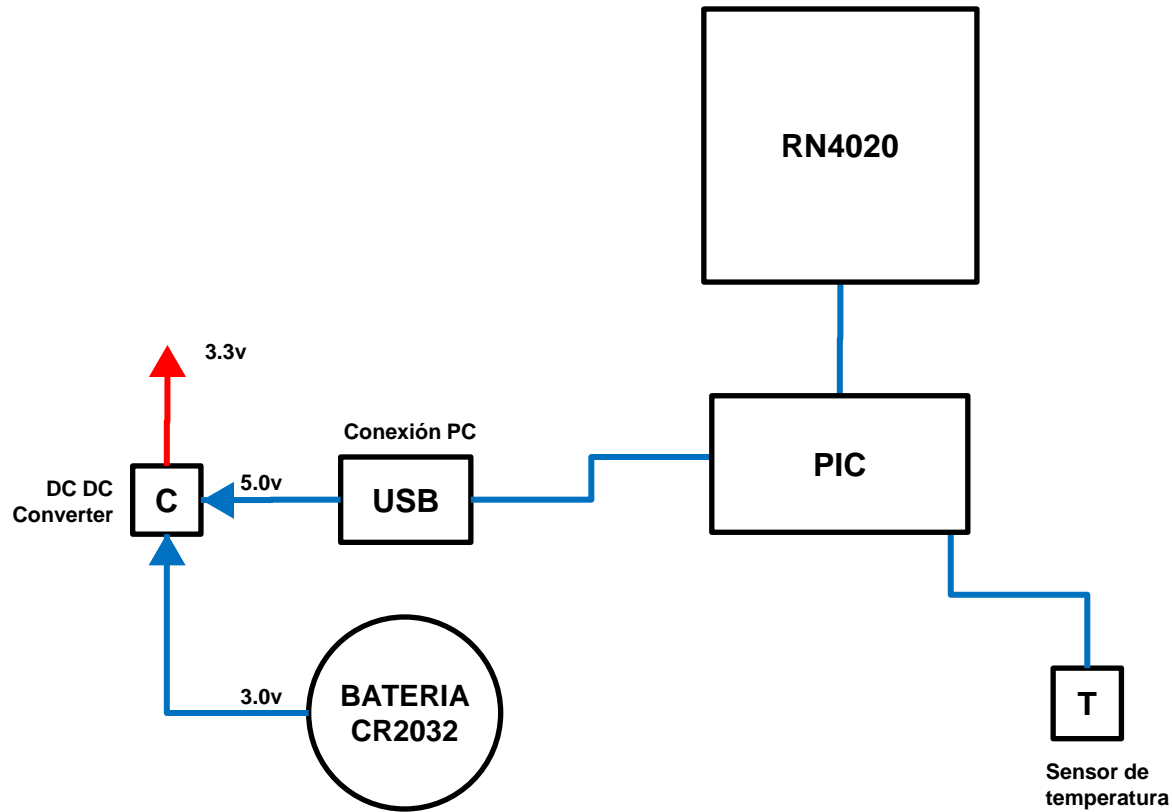 RN4020
3.3v
Conexión PC
PIC
DC DC
Converter
C
5.0v
USB
3.0v
BATERIA
CR2032
T
Sensor de
temperatura